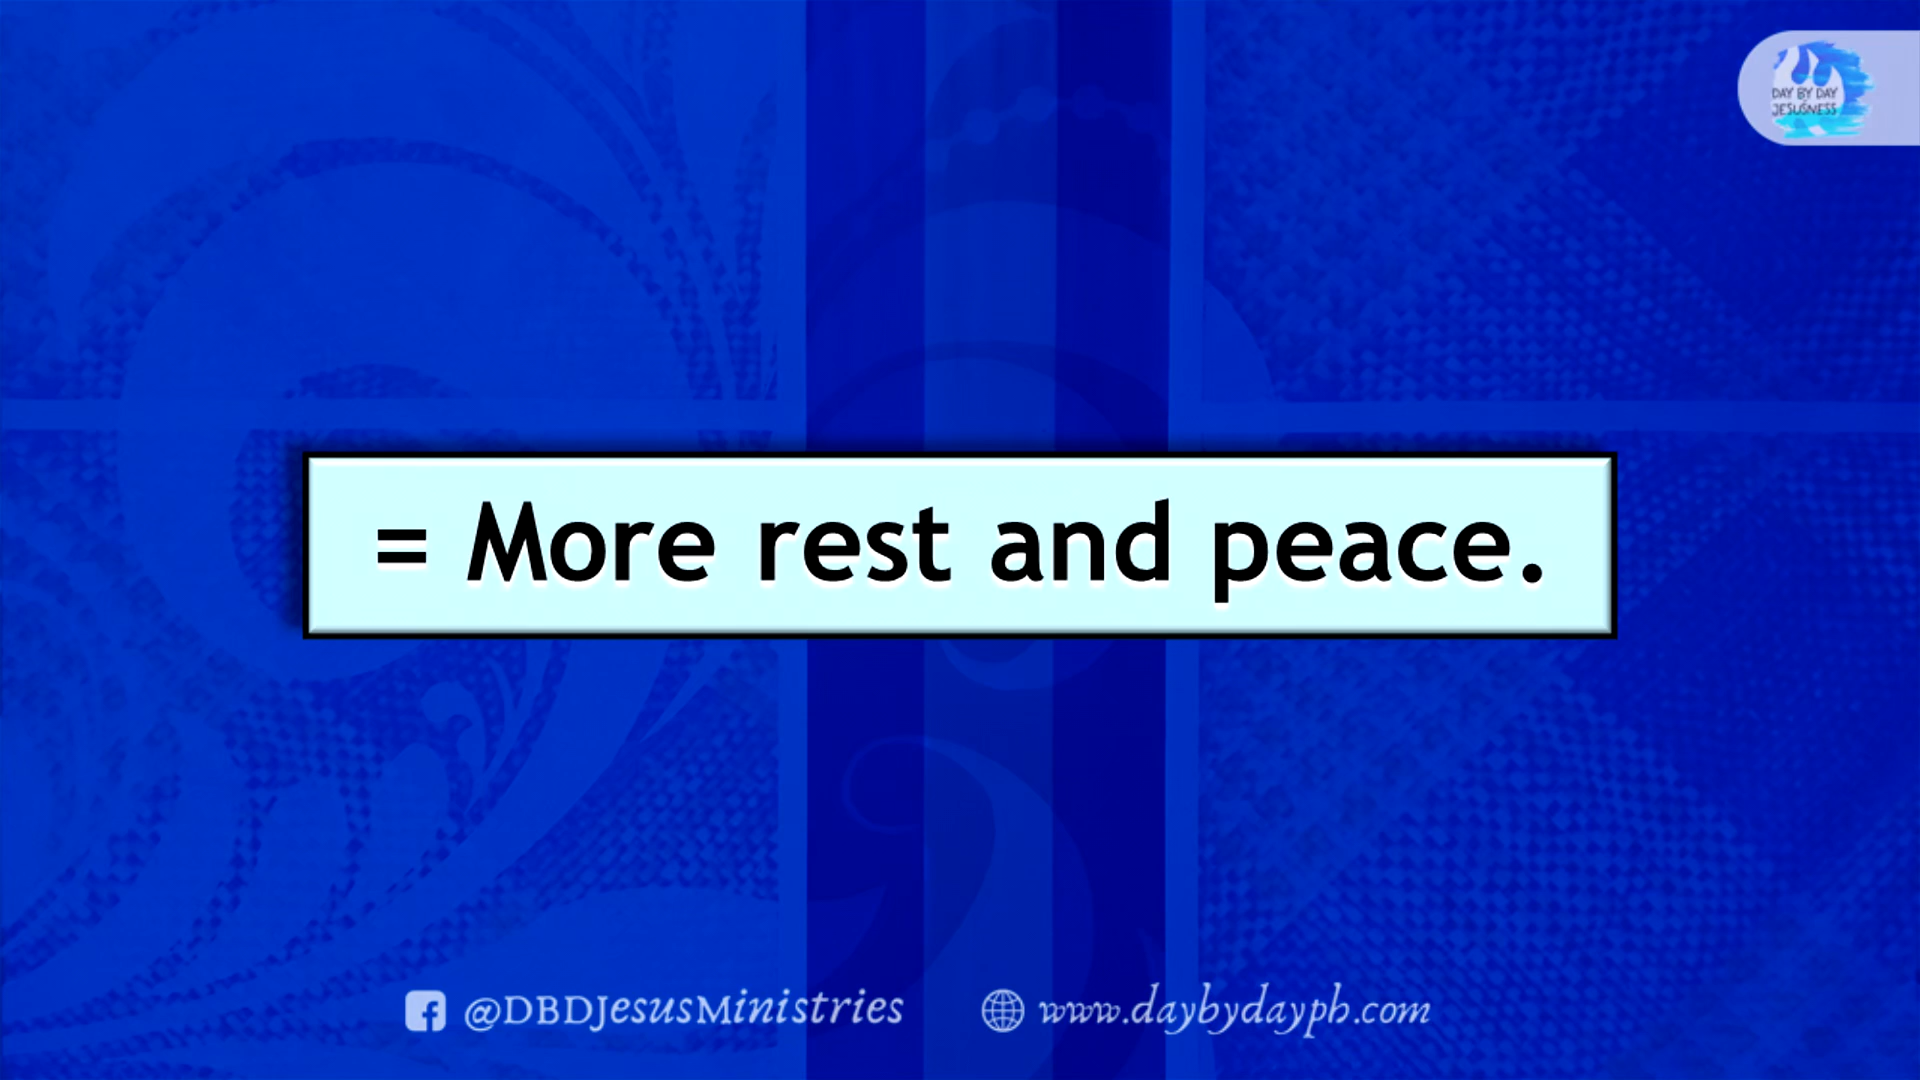 DAY BY DAY
JESUSNESS
= More rest and peace.
@DBDJesusMinistries
www.daybydayph.com